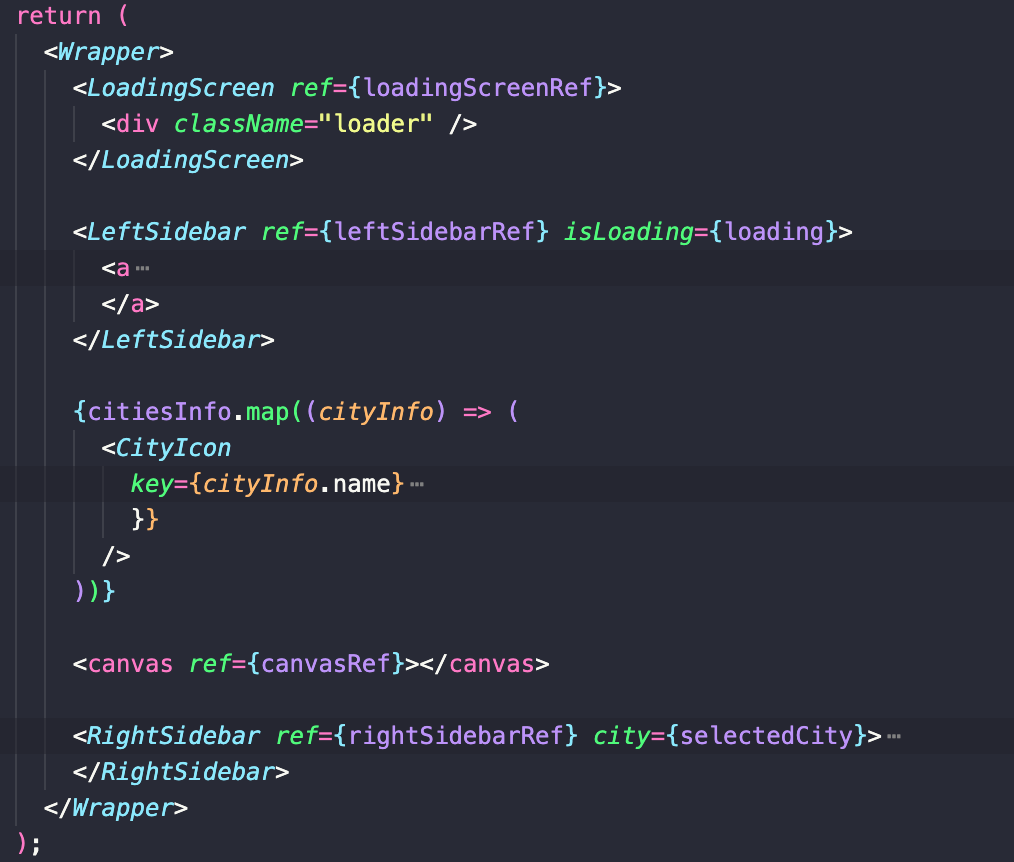 return (
<Wrapper>
<LoadingScreen ref={loadingScreenRef}>
<div className="loader" />
</LoadingScreen>
<LeftSidebar ref={leftSidebarRef} isLoading={loading}>
<a⋯
</a>
</LeftSidebar>
{citiesInfo.map((cityInfo) => (
<CityIcon
key={cityInfo.name}⋯
}}
/>
))}
<canvas ref={canvasRef}></canvas>
<RightSidebar ref={rightSidebarRef} city={selectedCity}>⋯
</RightSidebar>
</Wrapper>
);